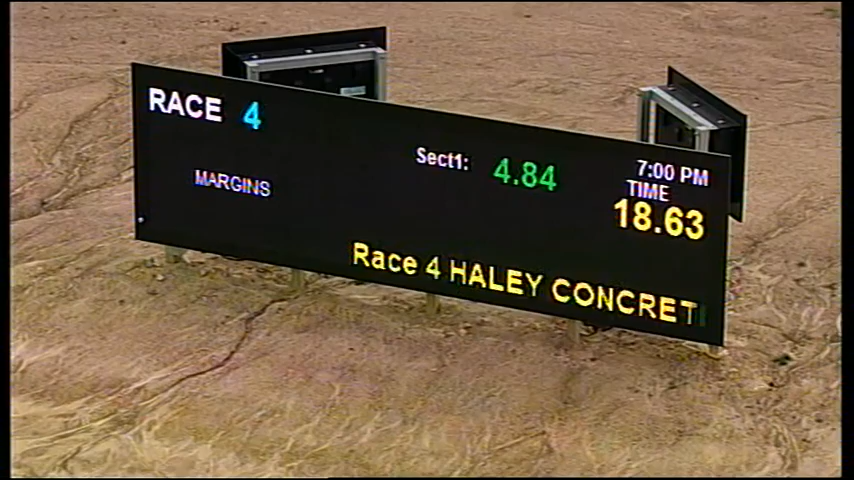 RACE 4
Sect1: 4.84
7:00 PM
MARGINS
TIME
18.63
Race 4 HALEY CONCRET